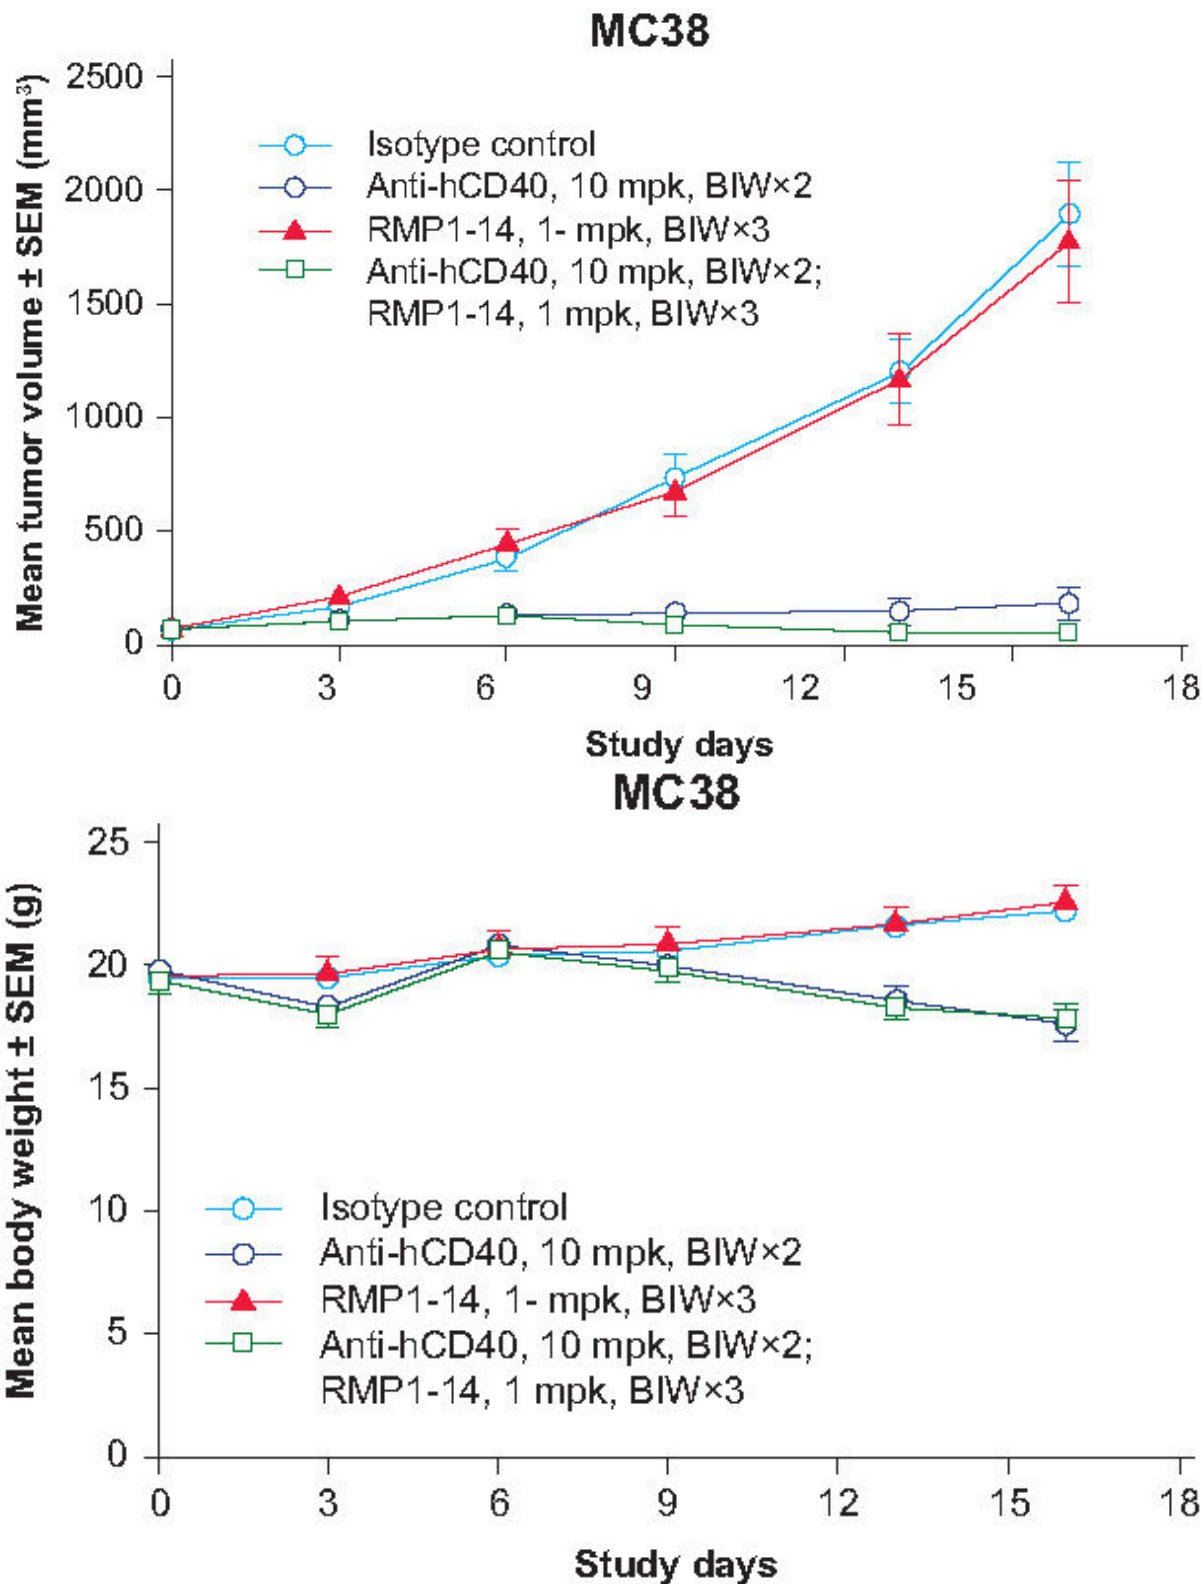 MC38
Mean tumor volume ± SEM (mm³)
2500
2000
1500
1000
500
0
Isotype control
Anti-hCD40, 10 mpk, BIW×2
RMP1-14, 1- mpk, BIW×3
Anti-hCD40, 10 mpk, BIW×2;
RMP1-14, 1 mpk, BIW×3
0 3 6 9 12 15 18
Study days
MC38
Mean body weight ± SEM (g)
25
20
15
10
5
0
Isotype control
Anti-hCD40, 10 mpk, BIW×2
RMP1-14, 1- mpk, BIW×3
Anti-hCD40, 10 mpk, BIW×2;
RMP1-14, 1 mpk, BIW×3
0 3 6 9 12 15 18
Study days